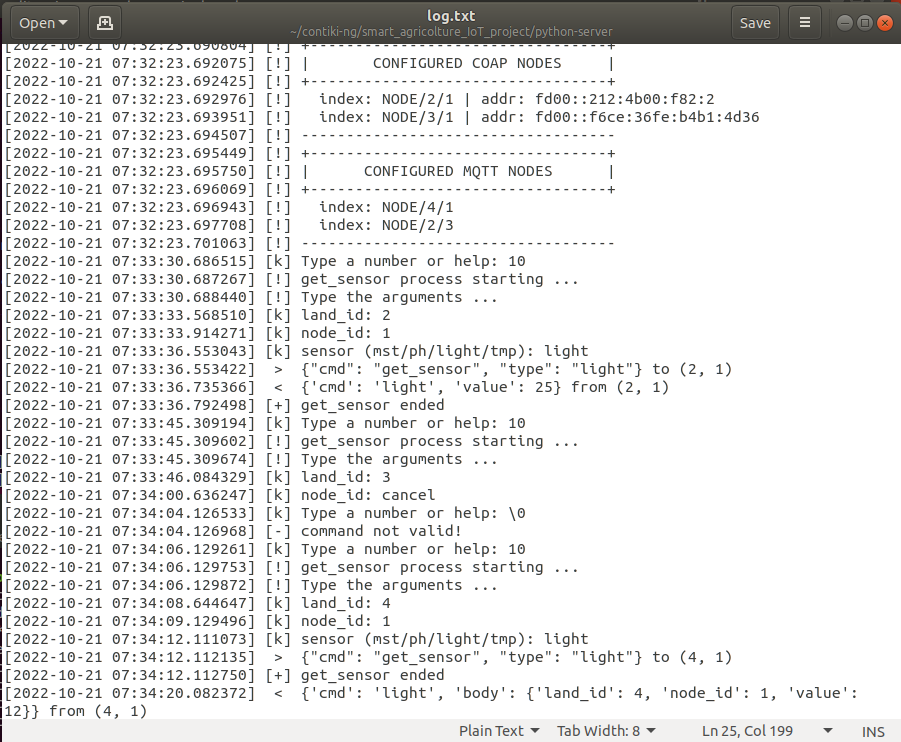 Open
log.txt
~/contiki-ng/smart_agricolture_IoT_project/python-server
Save
[2022-10-21 07:32:23.690804] [!] +---------------------------------+
[2022-10-21 07:32:23.692075] [!] |       CONFIGURED COAP NODES     |
[2022-10-21 07:32:23.692425] [!] +---------------------------------+
[2022-10-21 07:32:23.692976] [!]   index: NODE/2/1 | addr: fd00::212:4b00:f82:2
[2022-10-21 07:32:23.693951] [!]   index: NODE/3/1 | addr: fd00::f6ce:36fe:b4b1:4d36
[2022-10-21 07:32:23.694507] [!] -----------------------------------
[2022-10-21 07:32:23.695449] [!] +---------------------------------+
[2022-10-21 07:32:23.695750] [!] |      CONFIGURED MQTT NODES      |
[2022-10-21 07:32:23.696069] [!] +---------------------------------+
[2022-10-21 07:32:23.696943] [!]   index: NODE/4/1
[2022-10-21 07:32:23.697708] [!]   index: NODE/2/3
[2022-10-21 07:32:23.701063] [!] -----------------------------------
[2022-10-21 07:33:30.686515] [k] Type a number or help: 10
[2022-10-21 07:33:30.687267] [!] get_sensor process starting ...
[2022-10-21 07:33:30.688440] [!] Type the arguments ...
[2022-10-21 07:33:33.568510] [k] land_id: 2
[2022-10-21 07:33:33.914271] [k] node_id: 1
[2022-10-21 07:33:36.553043] [k] sensor (mst/ph/light/tmp): light
[2022-10-21 07:33:36.553422]  >  {"cmd": "get_sensor", "type": "light"} to (2, 1)
[2022-10-21 07:33:36.735366]  <  {'cmd': 'light', 'value': 25} from (2, 1)
[2022-10-21 07:33:36.792498] [+] get_sensor ended
[2022-10-21 07:33:45.309194] [k] Type a number or help: 10
[2022-10-21 07:33:45.309602] [!] get_sensor process starting ...
[2022-10-21 07:33:45.309674] [!] Type the arguments ...
[2022-10-21 07:33:46.084329] [k] land_id: 3
[2022-10-21 07:34:00.636247] [k] node_id: cancel
[2022-10-21 07:34:04.126533] [k] Type a number or help: \0
[2022-10-21 07:34:04.126968] [-] command not valid!
[2022-10-21 07:34:06.129261] [k] Type a number or help: 10
[2022-10-21 07:34:06.129753] [!] get_sensor process starting ...
[2022-10-21 07:34:06.129872] [!] Type the arguments ...
[2022-10-21 07:34:08.644647] [k] land_id: 4
[2022-10-21 07:34:09.129496] [k] node_id: 1
[2022-10-21 07:34:12.111073] [k] sensor (mst/ph/light/tmp): light
[2022-10-21 07:34:12.112135]  >  {"cmd": "get_sensor", "type": "light"} to (4, 1)
[2022-10-21 07:34:12.112750] [+] get_sensor ended
[2022-10-21 07:34:20.082372]  <  {'cmd': 'light', 'body': {'land_id': 4, 'node_id': 1, 'value':
12}} from (4, 1)
Plain Text Tab Width: 8 Ln 25, Col 199 INS